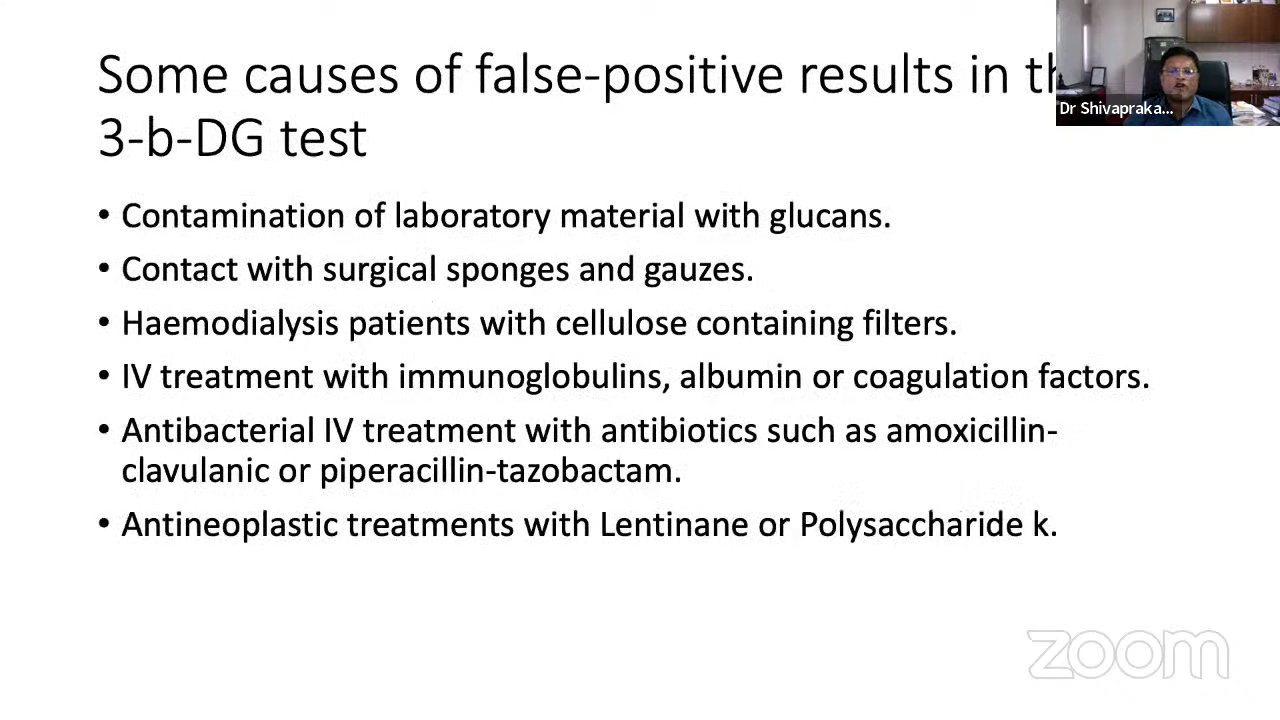 Some causes of false-positive results in th
3-b-DG test
Dr Shivapraka...
• Contamination of laboratory material with glucans.
• Contact with surgical sponges and gauzes.
• Haemodialysis patients with cellulose containing filters.
• IV treatment with immunoglobulins, albumin or coagulation factors.
• Antibacterial IV treatment with antibiotics such as amoxicillin-
clavulanic or piperacillin-tazobactam.
• Antineoplastic treatments with Lentinane or Polysaccharide k.
zoom